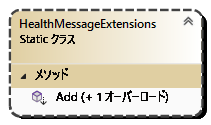 HealthMessageExtensions
Static クラス
メソッド
Add (+ 1 オーバーロード)